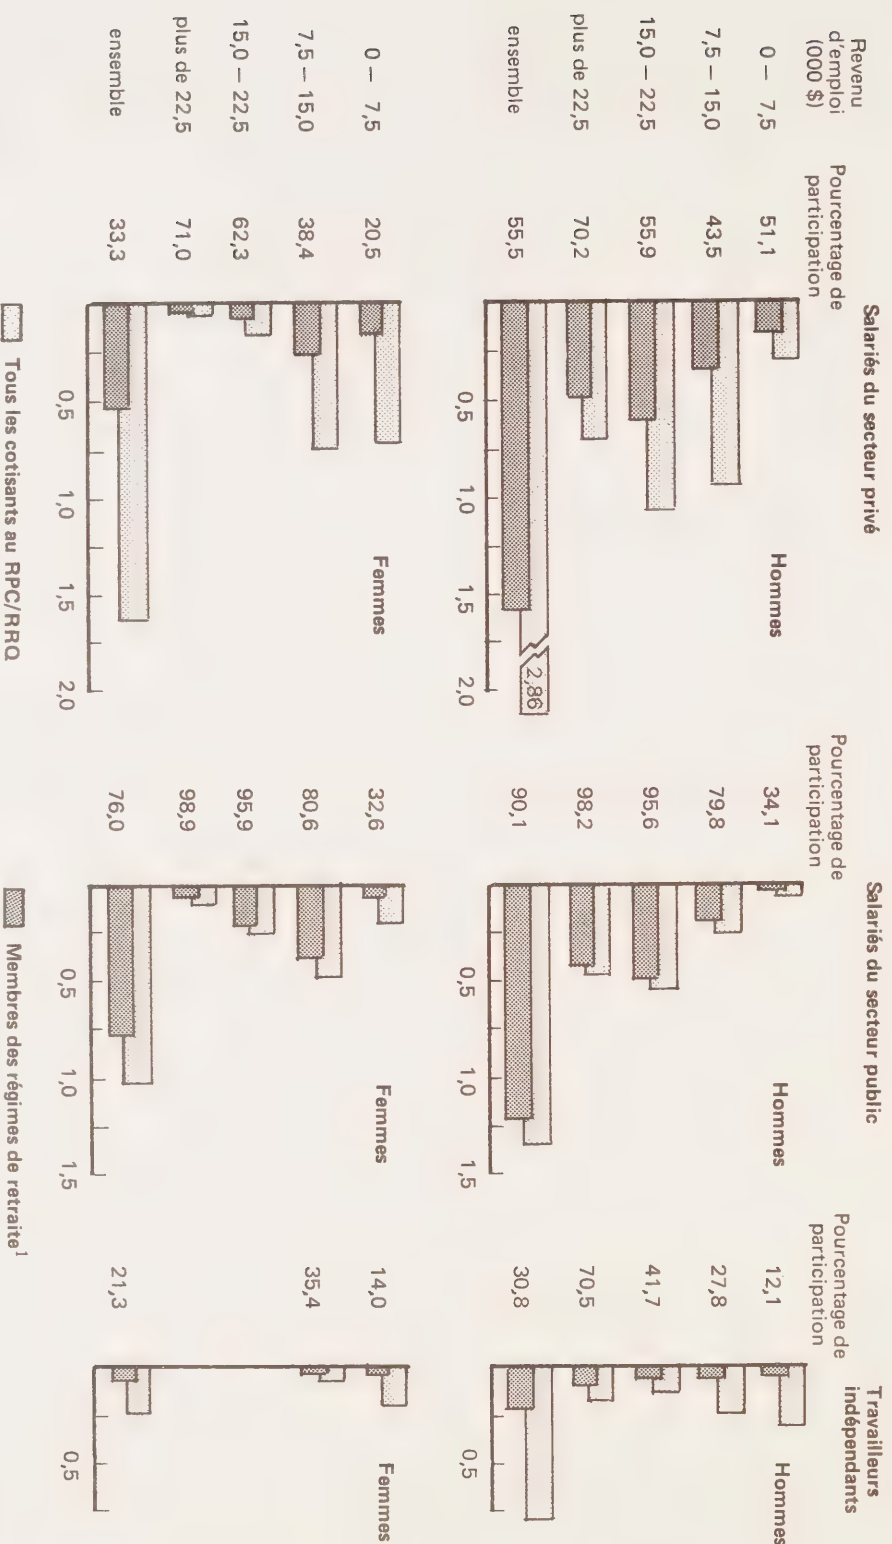 Revenu
d'emploi
(000 $)
Pourcentage de
participation
Salariés du secteur privé
Pourcentage de
participation
Salariés du secteur public
Pourcentage de
participation
Travailleurs
indépendants
Hommes
Hommes
Hommes
0 — 7,5 51,1 34,1 12,1
7,5 — 15,0 43,5 79,8 27,8
15,0 — 22,5 55,9 95,6 41,7
plus de 22,5 70,2 98,2 70,5
ensemble 55,5 2,86 90,1 30,8
0,5 1,0 1,5 2,0 0,5 1,0 1,5 0,5
Femmes
Femmes
Femmes
0 — 7,5 20,5 32,6 14,0
7,5 — 15,0 38,4 80,6 35,4
15,0 — 22,5 62,3 95,9
plus de 22,5 71,0 98,9
ensemble 33,3 76,0 21,3
0,5 1,0 1,5 2,0 0,5 1,0 1,5 0,5
Tous les cotisants au RPC/RRQ
Membres des régimes de retraite1